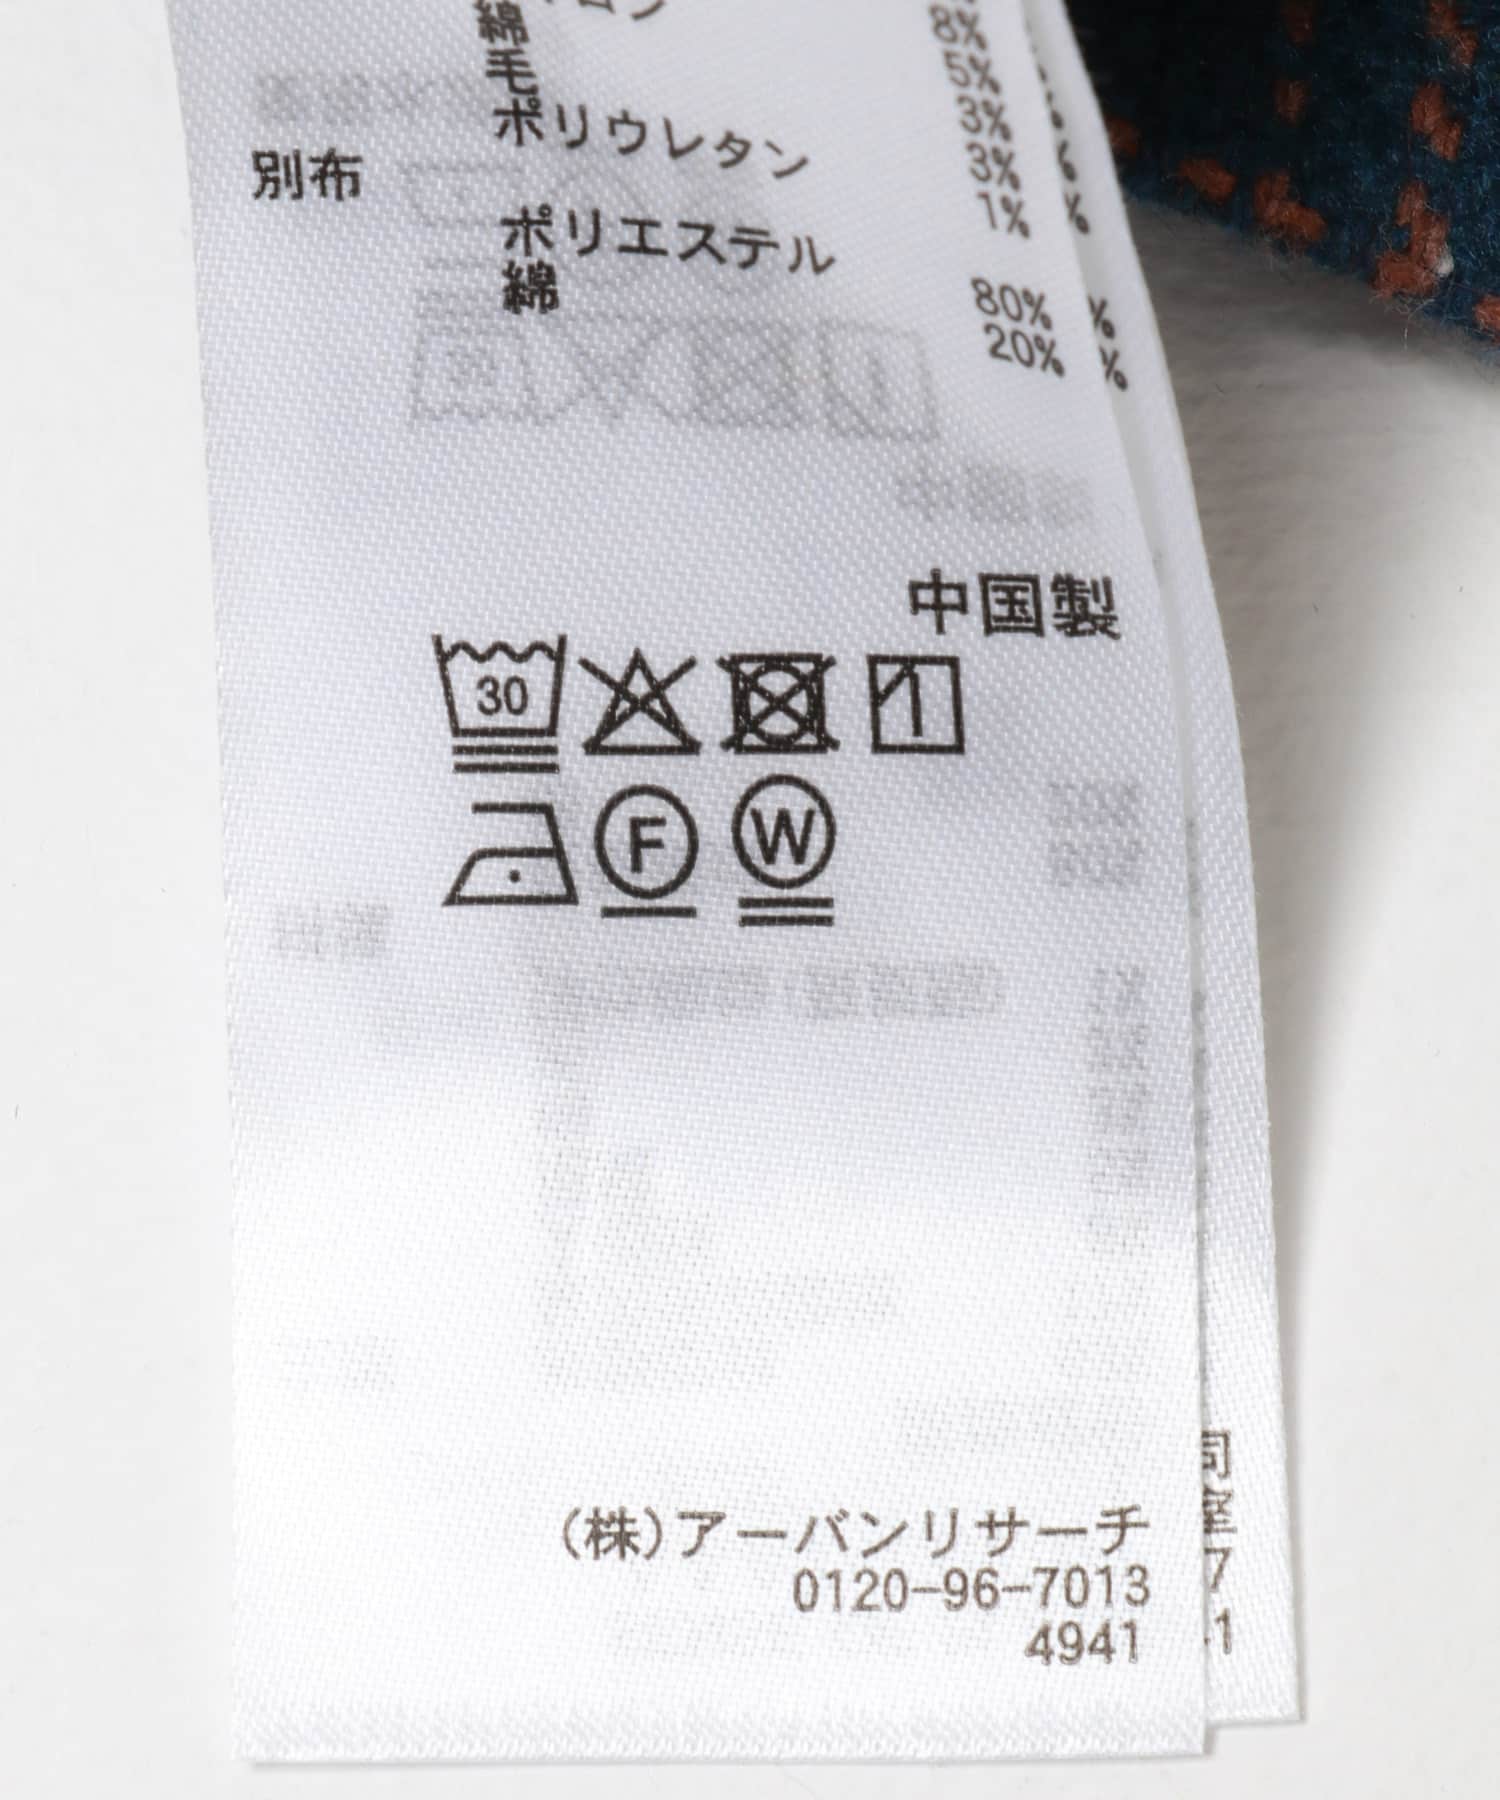 綿 8%
毛 5%
ポリウレタン 3%
3%
1%
別布
ポリエステル 80%
綿 20%
中国製
30
F W
(株)アーバンリサーチ
0120-96-7013
4941